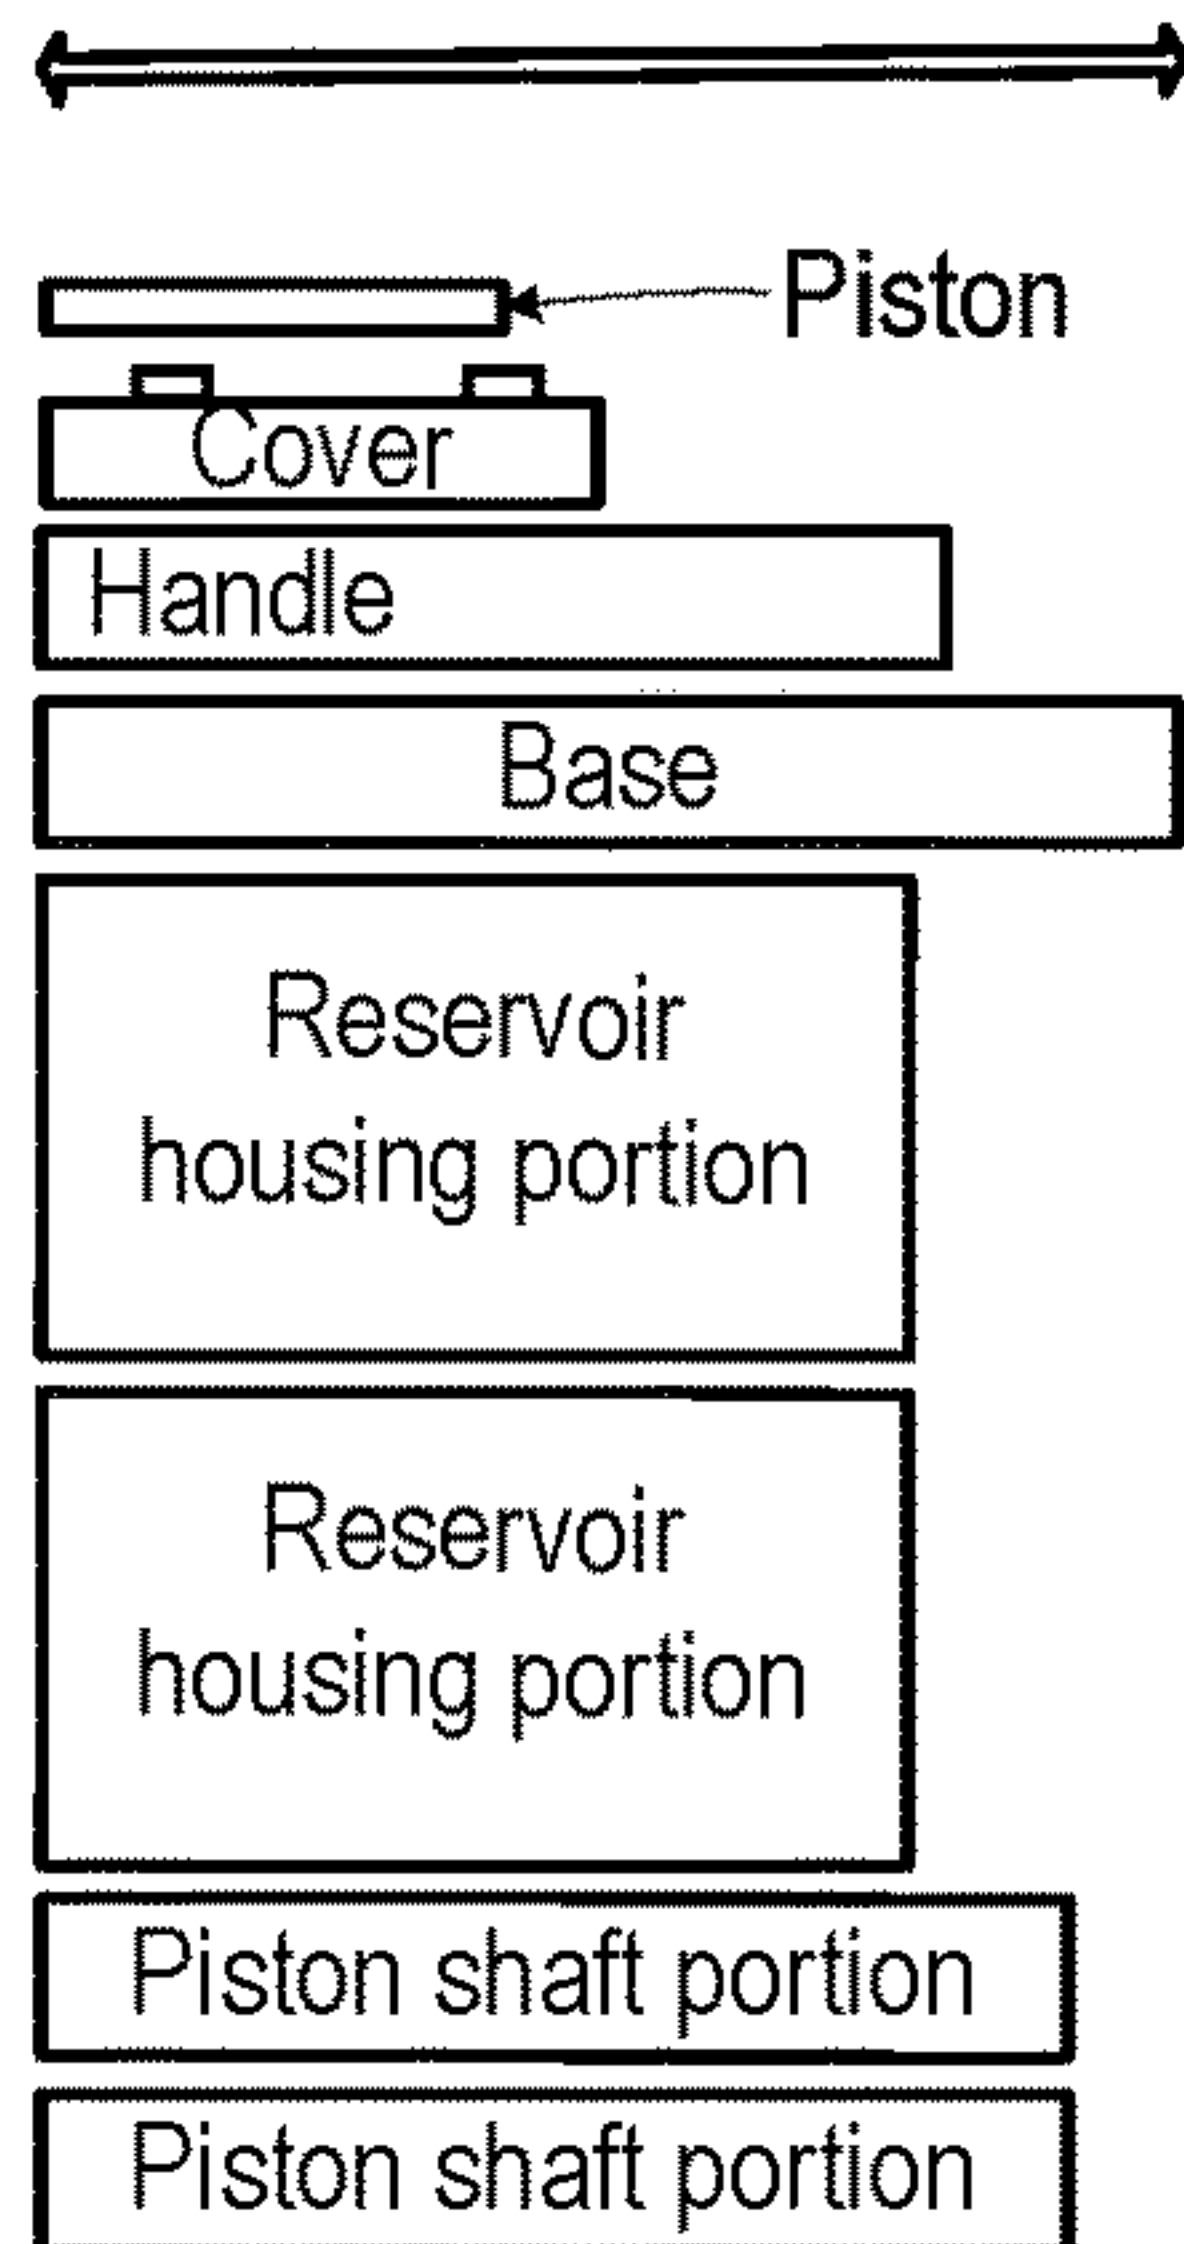 Piston
Cover
Handle
Base
Reservoir
housing portion
Reservoir
housing portion
Piston shaft portion
Piston shaft portion